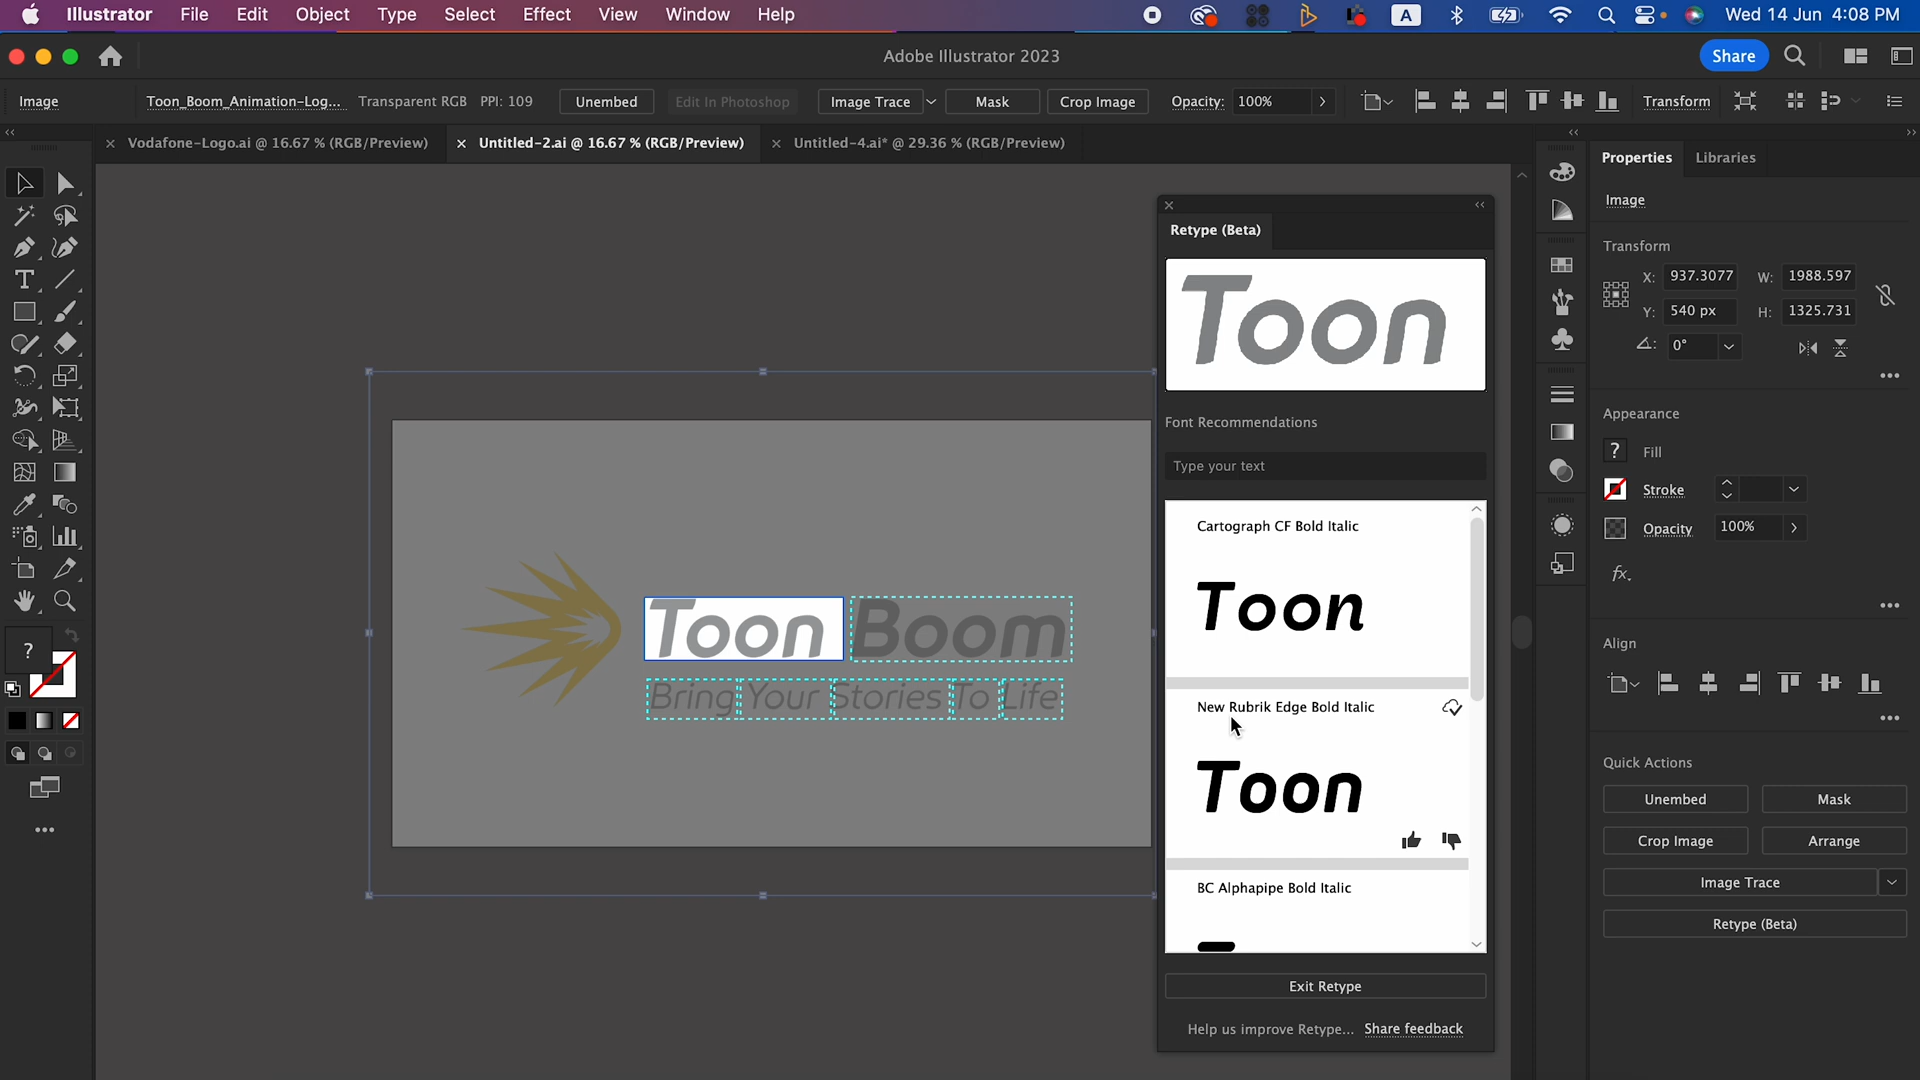 Illustrator File Edit Object Type Select Effect View Window Help A Wed 14 Jun 4:08 PM
Adobe Illustrator 2023 Share
Image Toon_Boom_Animation-Log... Transparent RGB PPI: 109 Unembed Edit In Photoshop Image Trace Mask Crop Image Opacity: 100% Transform
Vodafone-Logo.ai @ 16.67 % (RGB/Preview) Untitled-2.ai @ 16.67 % (RGB/Preview) Untitled-4.ai* @ 29.36 % (RGB/Preview)
Toon Boom
Bring Your Stories To Life
Retype (Beta)
Toon
Font Recommendations
Type your text
Cartograph CF Bold Italic
Toon
New Rubrik Edge Bold Italic
Toon
BC Alphapipe Bold Italic
Exit Retype
Help us improve Retype... Share feedback
Properties Libraries
Image
Transform
X: 937.3077 W: 1988.597
Y: 540 px H: 1325.731
0°
Appearance
? Fill
Stroke
Opacity 100%
fx.
Align
Quick Actions
Unembed Mask
Crop Image Arrange
Image Trace
Retype (Beta)
?